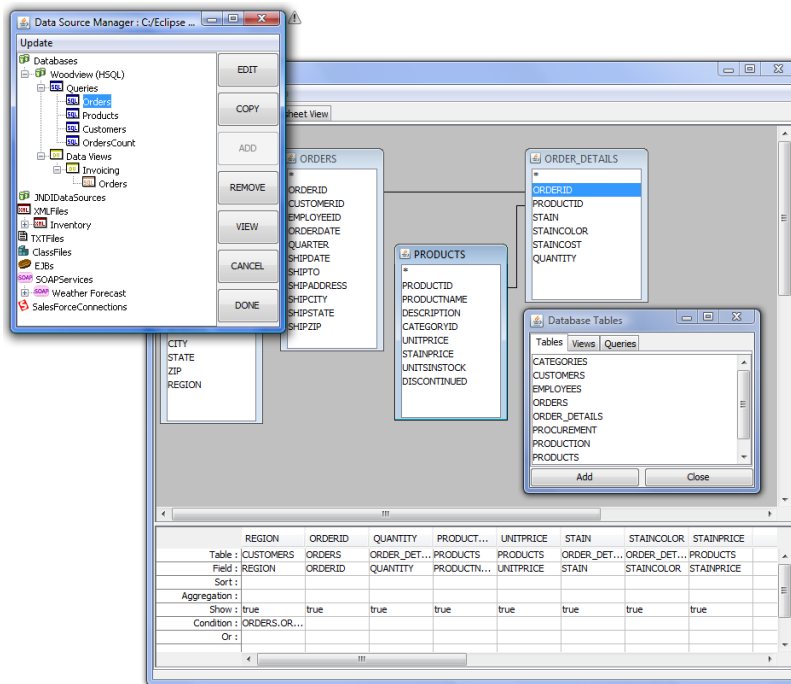 Data Source Manager : C:/Eclipse ...
Update
Databases
Woodview (HSQL)
Queries
Orders
Products
Customers
OrdersCount
Data Views
Invoicing
Orders
JNDIDataSources
XMLFiles
Inventory
TXTFiles
ClassFiles
EJBs
SOAPServices
Weather Forecast
SalesForceConnections
EDIT
COPY
ADD
REMOVE
VIEW
CANCEL
DONE
heet View
CITY
STATE
ZIP
REGION
ORDERS
*
ORDERID
CUSTOMERID
EMPLOYEEID
ORDERDATE
QUARTER
SHIPDATE
SHIPTO
SHIPADDRESS
SHIPCITY
SHIPSTATE
SHIPZIP
PRODUCTS
*
PRODUCTID
PRODUCTNAME
DESCRIPTION
CATEGORYID
UNITPRICE
STAINPRICE
UNITSINSTOCK
DISCONTINUED
ORDER_DETAILS
*
ORDERID
PRODUCTID
STAIN
STAINCOLOR
STAINCOST
QUANTITY
Database Tables
Tables Views Queries
CATEGORIES
CUSTOMERS
EMPLOYEES
ORDERS
ORDER_DETAILS
PROCUREMENT
PRODUCTION
PRODUCTS
Add Close
REGION ORDERID QUANTITY PRODUCT... UNITPRICE STAIN STAINCOLOR STAINPRICE
Table : CUSTOMERS ORDERS ORDER_DET... PRODUCTS PRODUCTS ORDER_DET... ORDER_DET... PRODUCTS
Field : REGION ORDERID QUANTITY PRODUCTN... UNITPRICE STAIN STAINCOLOR STAINPRICE
Sort :
Aggregation :
Show : true true true true true true true true
Condition : ORDERS.OR...
Or :